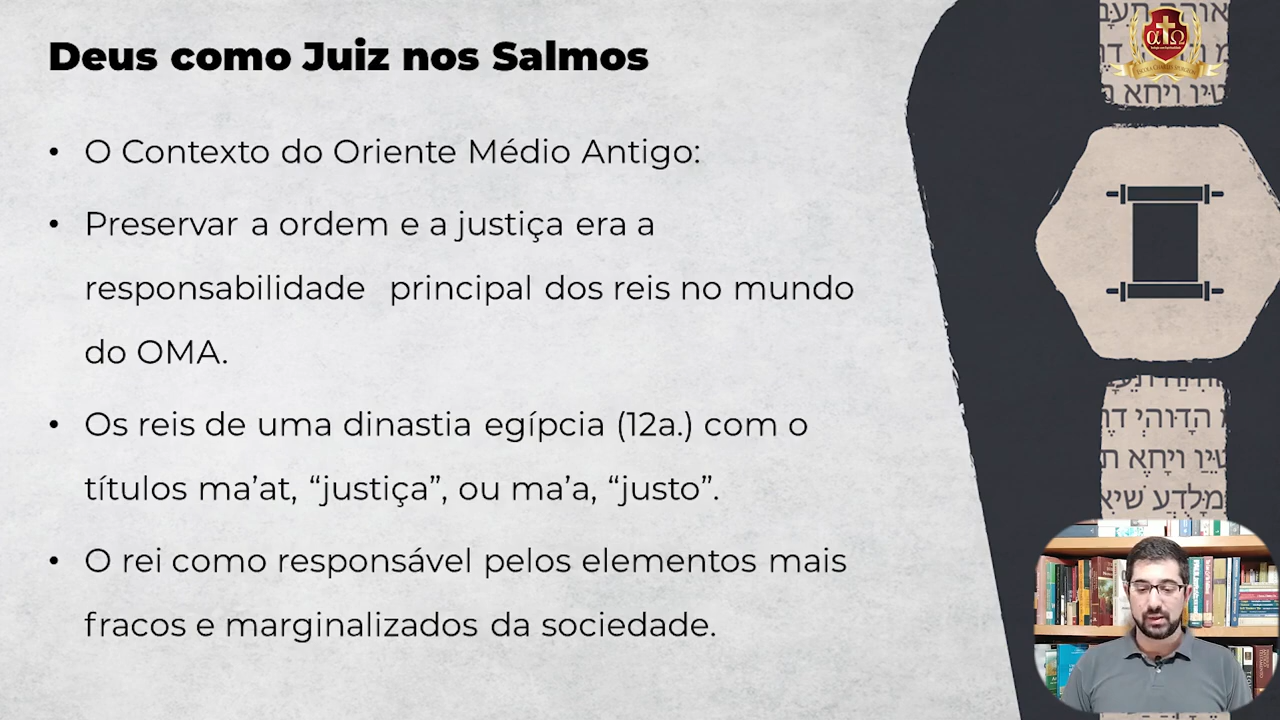 Deus como Juiz nos Salmos
• O Contexto do Oriente Médio Antigo:
• Preservar a ordem e a justiça era a
responsabilidade principal dos reis no mundo
do OMA.
• Os reis de uma dinastia egípcia (12a.) com o
títulos ma’at, “justiça”, ou ma’a, “justo”.
• O rei como responsável pelos elementos mais
fracos e marginalizados da sociedade.
αΩ